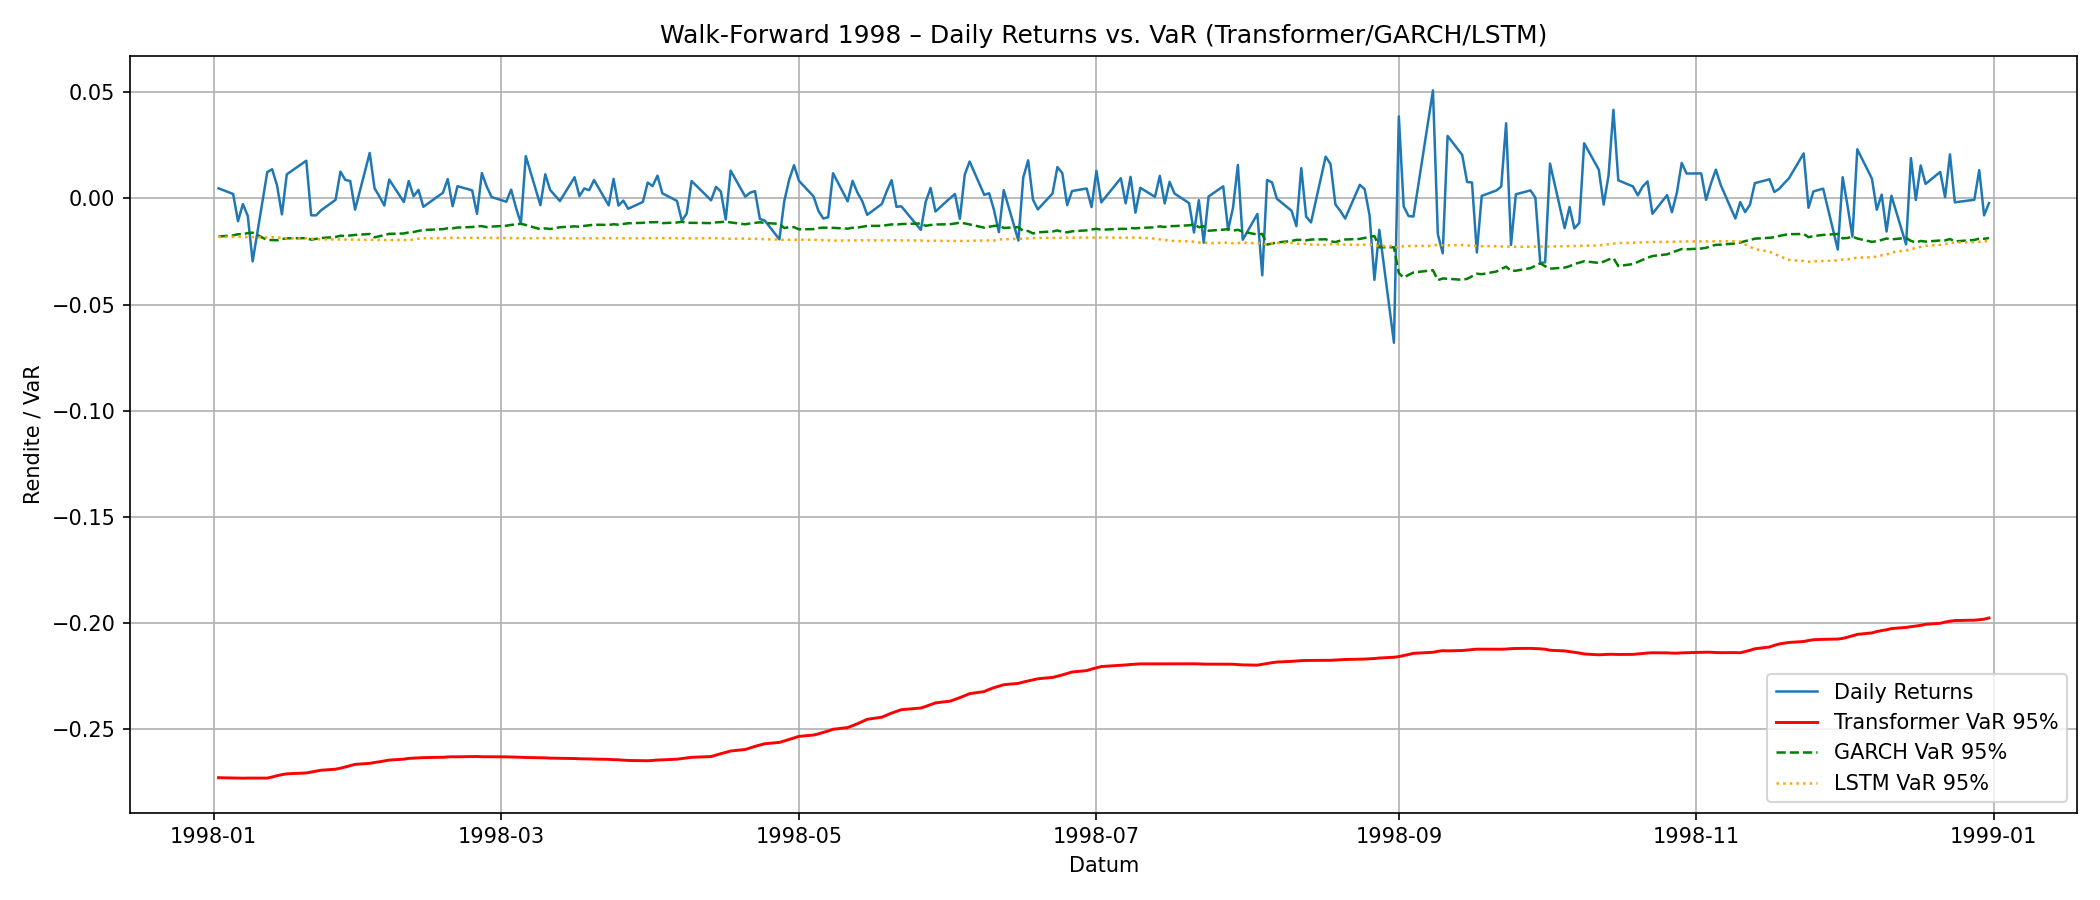 Walk-Forward 1998 – Daily Returns vs. VaR (Transformer/GARCH/LSTM)
Rendite / VaR
0.05
0.00
−0.05
−0.10
−0.15
−0.20
−0.25
Daily Returns
Transformer VaR 95%
GARCH VaR 95%
LSTM VaR 95%
1998-01 1998-03 1998-05 1998-07 1998-09 1998-11 1999-01
Datum